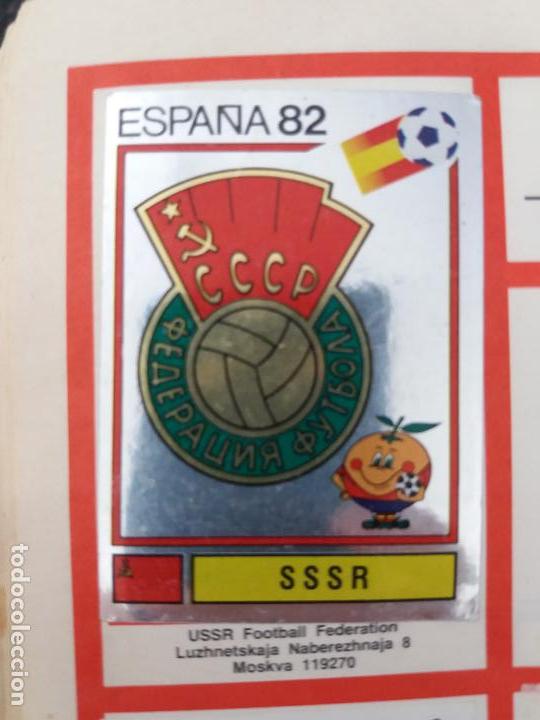 ESPAÑA 82
СССР
ФЕДЕРАЦИЯ ФУТБОЛА
SSSR
USSR Football Federation
Luzhnetskaja Naberezhnaja 8
Moskva 119270
todocoleccion